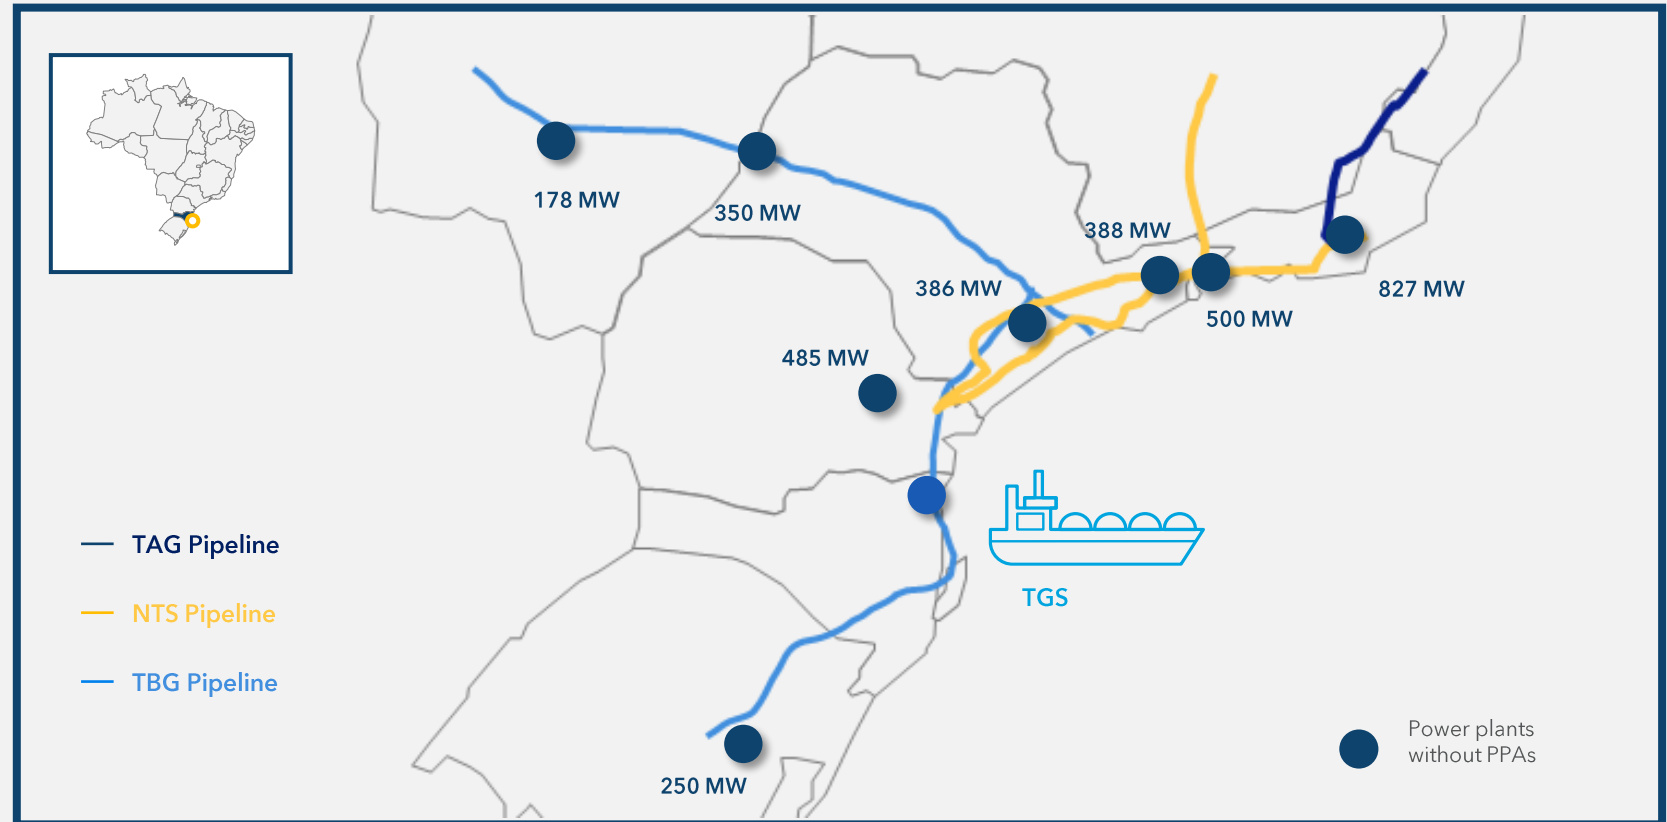 178 MW
350 MW
388 MW
386 MW
827 MW
500 MW
485 MW
TAG Pipeline
TGS
NTS Pipeline
TBG Pipeline
Power plants
without PPAs
250 MW